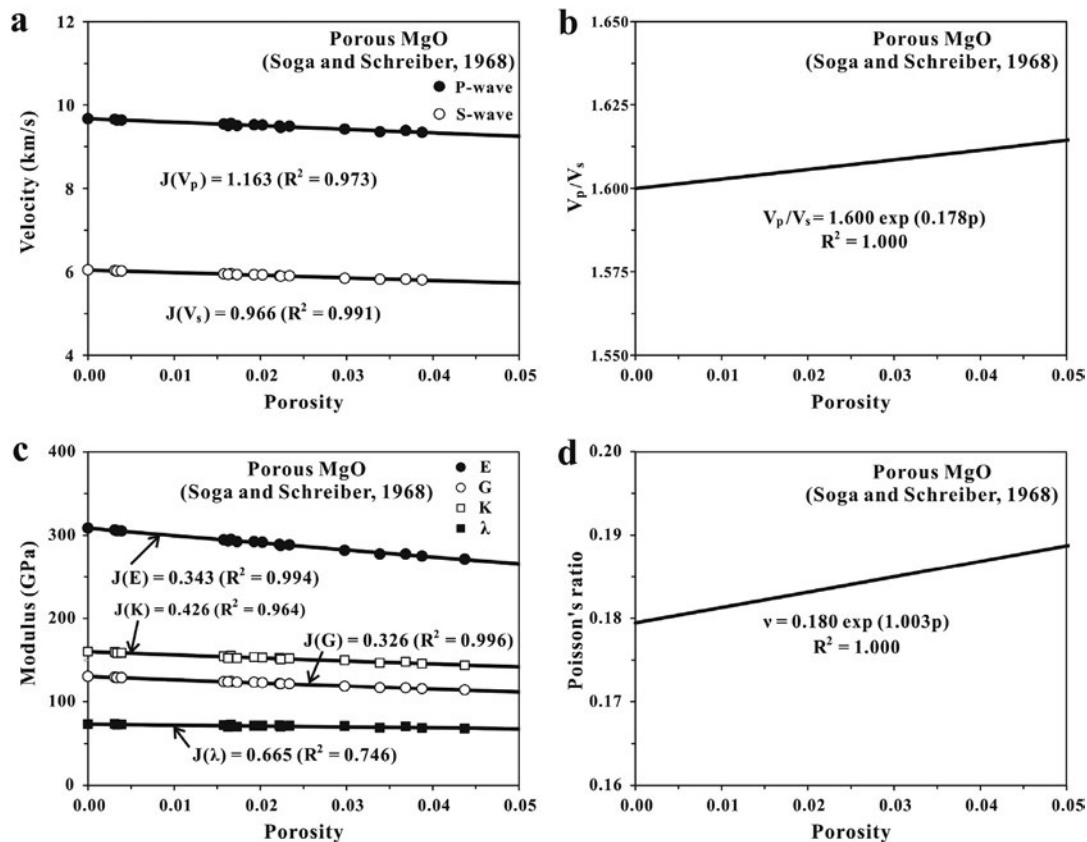 a
Porous MgO
(Soga and Schreiber, 1968)
P-wave
S-wave
J(Vp) = 1.163 (R² = 0.973)
J(Vs) = 0.966 (R² = 0.991)
Velocity (km/s)
12
10
8
6
4
0.00 0.01 0.02 0.03 0.04 0.05
Porosity
b
Porous MgO
(Soga and Schreiber, 1968)
Vp/Vs = 1.600 exp (0.178p)
R² = 1.000
Vp/Vs
1.650
1.625
1.600
1.575
1.550
0.00 0.01 0.02 0.03 0.04 0.05
Porosity
c
Porous MgO
(Soga and Schreiber, 1968)
E
G
K
λ
J(E) = 0.343 (R² = 0.994)
J(K) = 0.426 (R² = 0.964)
J(G) = 0.326 (R² = 0.996)
J(λ) = 0.665 (R² = 0.746)
Modulus (GPa)
400
300
200
100
0
0.00 0.01 0.02 0.03 0.04 0.05
Porosity
d
Porous MgO
(Soga and Schreiber, 1968)
ν = 0.180 exp (1.003p)
R² = 1.000
Poisson's ratio
0.20
0.19
0.18
0.17
0.16
0.00 0.01 0.02 0.03 0.04 0.05
Porosity